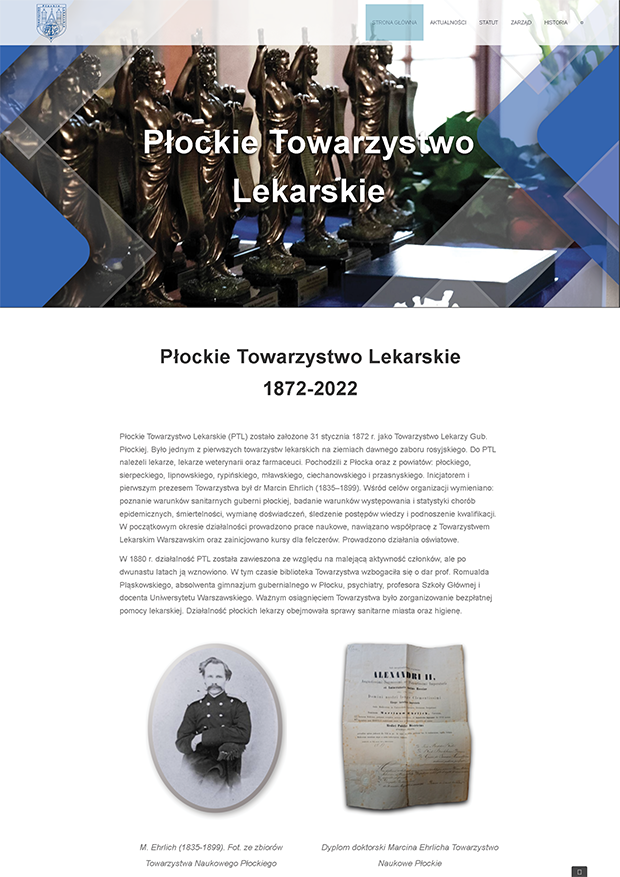 STRONA GŁÓWNA AKTUALNOŚCI STATUT ZARZĄD HISTORIA
Płockie Towarzystwo
Lekarskie
Płockie Towarzystwo Lekarskie
1872-2022
Płockie Towarzystwo Lekarskie (PTL) zostało założone 31 stycznia 1872 r. jako Towarzystwo Lekarzy Gub.
Płockiej. Było jednym z pierwszych towarzystw lekarskich na ziemiach dawnego zaboru rosyjskiego. Do PTL
należeli lekarze, lekarze weterynarii oraz farmaceuci. Pochodzili z Płocka oraz z powiatów: płockiego,
sierpeckiego, lipnowskiego, rypińskiego, mławskiego, ciechanowskiego i przasnyskiego. Inicjatorem i
pierwszym prezesem Towarzystwa był dr Marcin Ehrlich (1835–1899). Wśród celów organizacji wymieniano:
poznanie warunków sanitarnych guberni płockiej, badanie warunków występowania i statystyki chorób
epidemicznych, śmiertelności, wymianę doświadczeń, śledzenie postępów wiedzy i podnoszenie kwalifikacji.
W początkowym okresie działalności prowadzono prace naukowe, nawiązano współpracę z Towarzystwem
Lekarskim Warszawskim oraz zainicjowano kursy dla felczerów. Prowadzono działania oświatowe.
W 1880 r. działalność PTL została zawieszona ze względu na malejącą aktywność członków, ale po
dwunastu latach ją wznowiono. W tym czasie biblioteka Towarzystwa wzbogaciła się o dar prof. Romualda
Pląskowskiego, absolwenta gimnazjum gubernialnego w Płocku, psychiatry, profesora Szkoły Głównej i
docenta Uniwersytetu Warszawskiego. Ważnym osiągnięciem Towarzystwa było zorganizowanie bezpłatnej
pomocy lekarskiej. Działalność płockich lekarzy obejmowała sprawy sanitarne miasta oraz higienę.
ALEXANDRI II.
M. Ehrlich (1835-1899). Fot. ze zbiorów
Towarzystwa Naukowego Płockiego
Dyplom doktorski Marcina Ehrlicha Towarzystwo
Naukowe Płockie